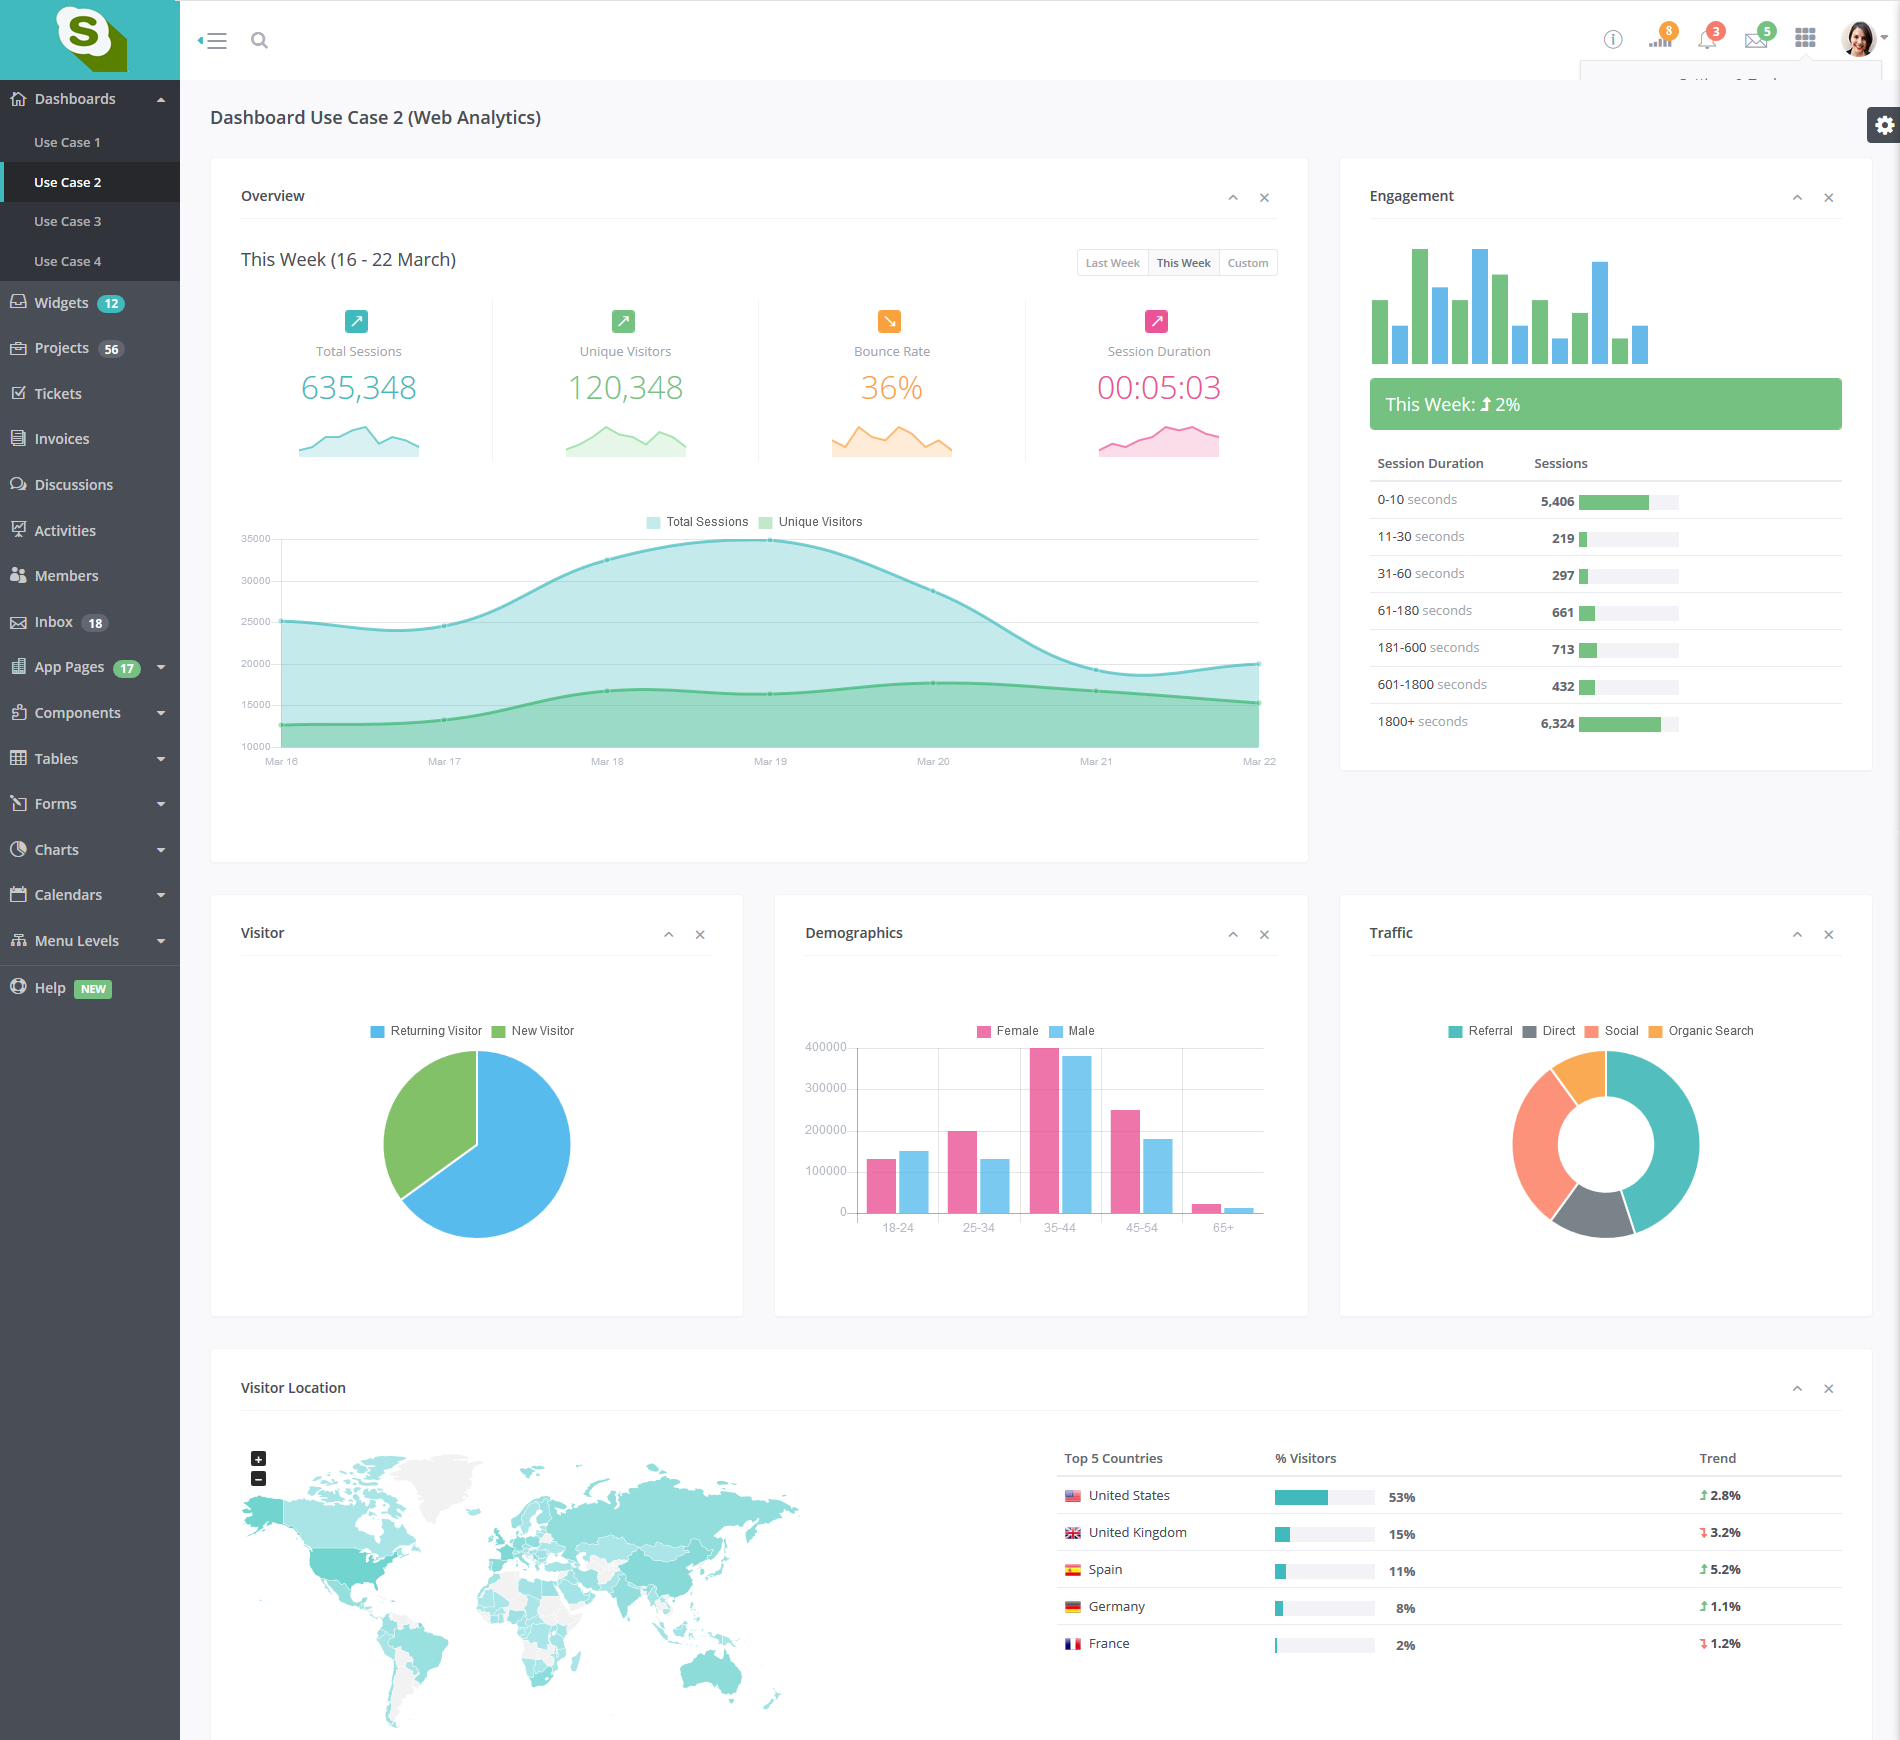 S
8
3
5
Dashboards
Use Case 1
Use Case 2
Use Case 3
Use Case 4
Widgets 12
Projects 56
Tickets
Invoices
Discussions
Activities
Members
Inbox 18
App Pages 17
Components
Tables
Forms
Charts
Calendars
Menu Levels
Help NEW
Dashboard Use Case 2 (Web Analytics)
Overview
This Week (16 - 22 March)
Last Week This Week Custom
Total Sessions
635,348
Unique Visitors
120,348
Bounce Rate
36%
Session Duration
00:05:03
Total Sessions Unique Visitors
35000
30000
25000
20000
15000
10000
Mar 16 Mar 17 Mar 18 Mar 19 Mar 20 Mar 21 Mar 22
Engagement
This Week: 2%
Session Duration Sessions
0-10 seconds 5,406
11-30 seconds 219
31-60 seconds 297
61-180 seconds 661
181-600 seconds 713
601-1800 seconds 432
1800+ seconds 6,324
Visitor
Returning Visitor New Visitor
Demographics
Female Male
400000
300000
200000
100000
0
18-24 25-34 35-44 45-54 65+
Traffic
Referral Direct Social Organic Search
Visitor Location
+
−
Top 5 Countries % Visitors Trend
United States 53% 2.8%
United Kingdom 15% 3.2%
Spain 11% 5.2%
Germany 8% 1.1%
France 2% 1.2%